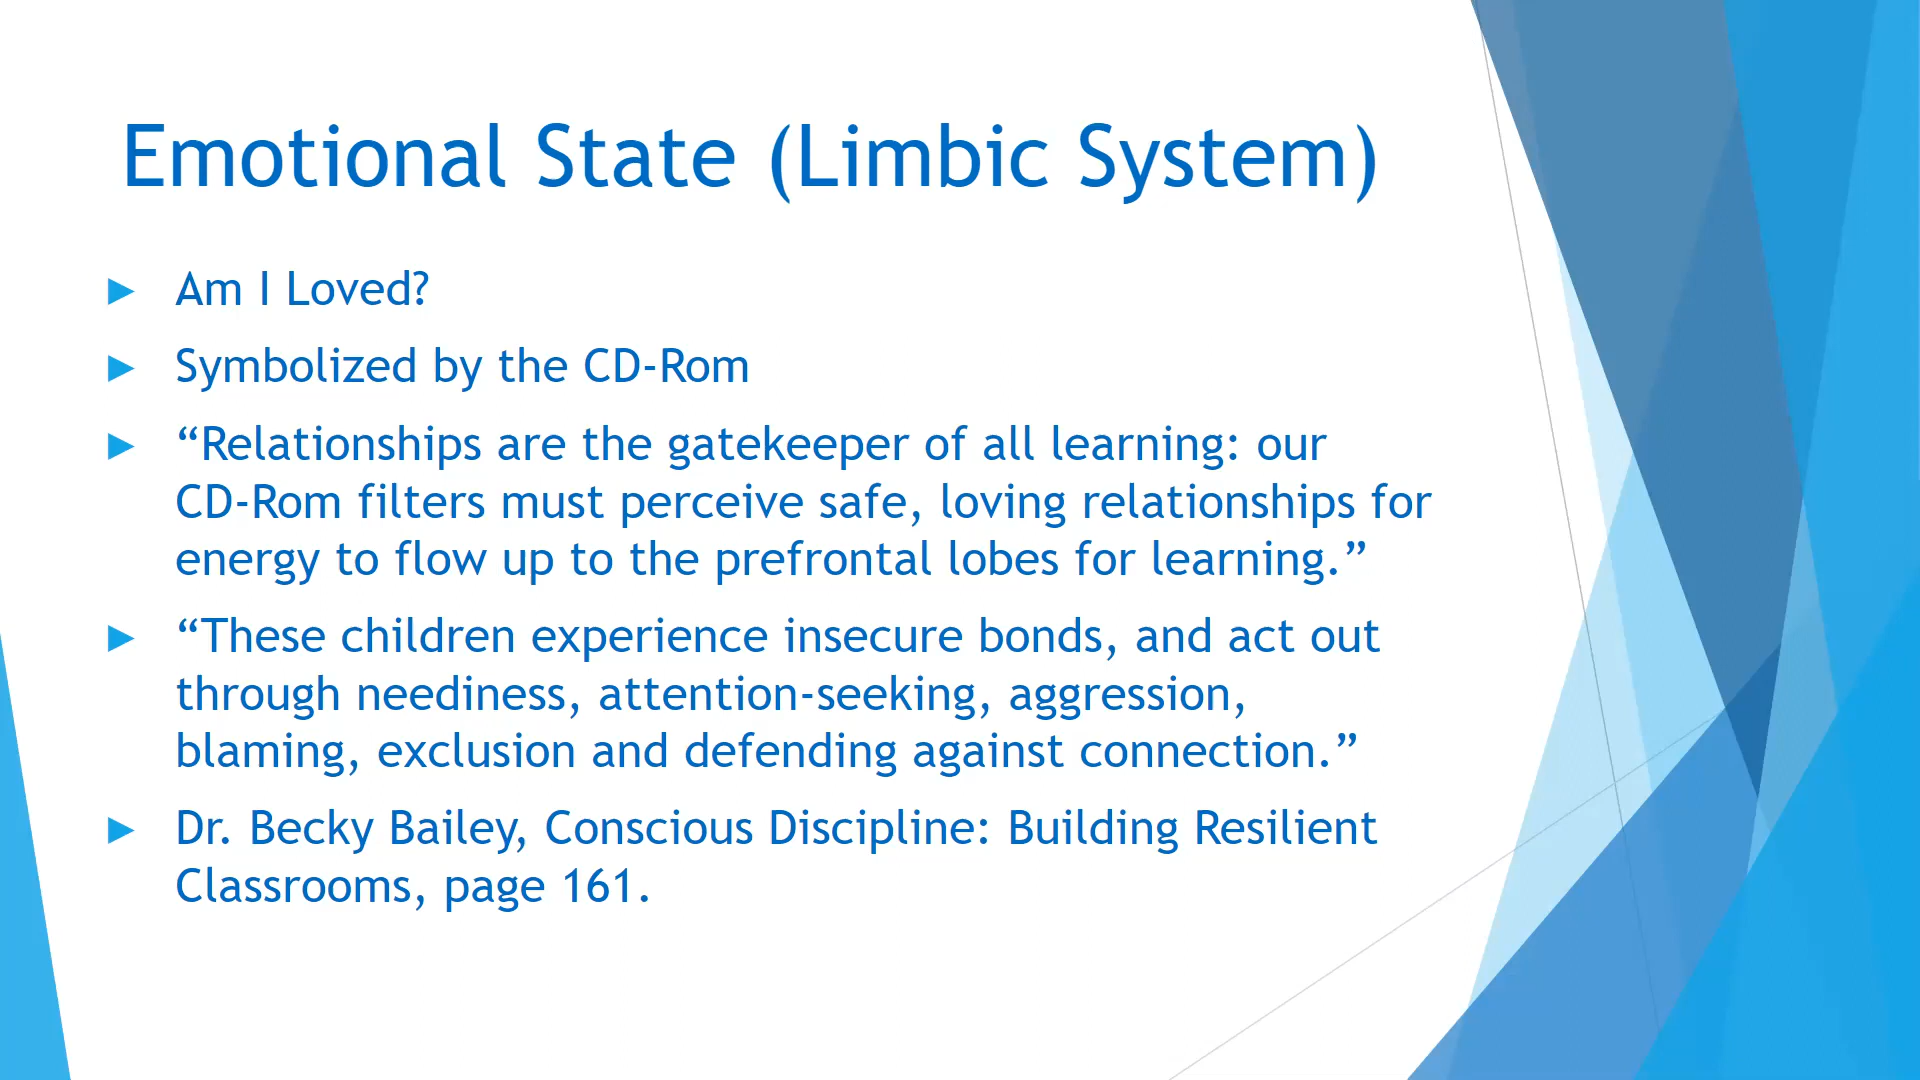 Emotional State (Limbic System)
Am I Loved?
Symbolized by the CD-Rom
“Relationships are the gatekeeper of all learning: our
CD-Rom filters must perceive safe, loving relationships for
energy to flow up to the prefrontal lobes for learning.”
“These children experience insecure bonds, and act out
through neediness, attention-seeking, aggression,
blaming, exclusion and defending against connection.”
Dr. Becky Bailey, Conscious Discipline: Building Resilient
Classrooms, page 161.